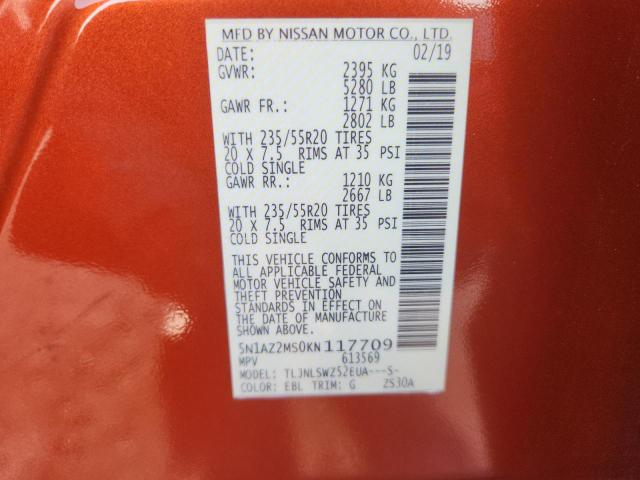 MFD BY NISSAN MOTOR CO., LTD.
DATE: 02/19
GVWR: 2395 KG
5280 LB
GAWR FR.: 1271 KG
2802 LB
WITH 235/55R20 TIRES
20 X 7.5 RIMS AT 35 PSI
COLD SINGLE
GAWR RR.: 1210 KG
2667 LB
WITH 235/55R20 TIRES
20 X 7.5 RIMS AT 35 PSI
COLD SINGLE
THIS VEHICLE CONFORMS TO
ALL APPLICABLE FEDERAL
MOTOR VEHICLE SAFETY AND
THEFT PREVENTION
STANDARDS IN EFFECT ON
THE DATE OF MANUFACTURE
SHOWN ABOVE.
5N1AZ2MS0KN117709
MPV 613569
MODEL: TLJNLSWZ52EUA---S-
COLOR: EBL TRIM: G ZS30A